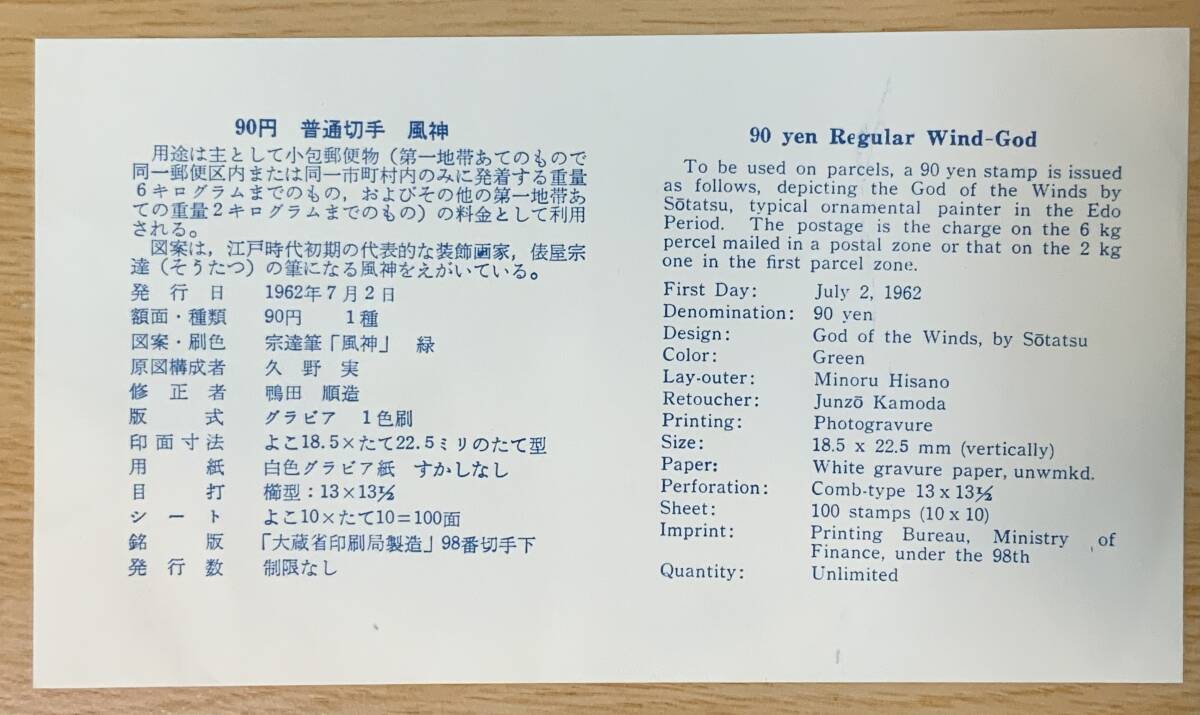 90円 普通切手 風神
用途は主として小包郵便物(第一地帯あてのもので
同一郵便区内または同一市町村内のみに発着する重量
6キログラムまでのもの,およびその他の第一地帯あ
ての重量2キログラムまでのもの)の料金として利用
される。
図案は,江戸時代初期の代表的な装飾画家,俵屋宗
達(そうたつ)の筆になる風神をえがいている。
発行日 1962年7月2日
額面・種類 90円 1種
図案・刷色 宗達筆「風神」 緑
原図構成者 久野 実
修正者 鴨田 順造
版式 グラビア 1色刷
印面寸法 よこ18.5×たて22.5ミリのたて型
用紙 白色グラビア紙 すかしなし
目打 櫛型:13×13½
シート よこ10×たて10=100面
銘版 「大蔵省印刷局製造」98番切手下
発行数 制限なし
90 yen Regular Wind-God
To be used on parcels, a 90 yen stamp is issued
as follows, depicting the God of the Winds by
Sōtatsu, typical ornamental painter in the Edo
Period. The postage is the charge on the 6 kg
percel mailed in a postal zone or that on the 2 kg
one in the first parcel zone.
First Day: July 2, 1962
Denomination: 90 yen
Design: God of the Winds, by Sōtatsu
Color: Green
Lay-outer: Minoru Hisano
Retoucher: Junzō Kamoda
Printing: Photogravure
Size: 18.5 x 22.5 mm (vertically)
Paper: White gravure paper, unwmkd.
Perforation: Comb-type 13 x 13½
Sheet: 100 stamps (10 x 10)
Imprint: Printing Bureau, Ministry of
Finance, under the 98th
Quantity: Unlimited